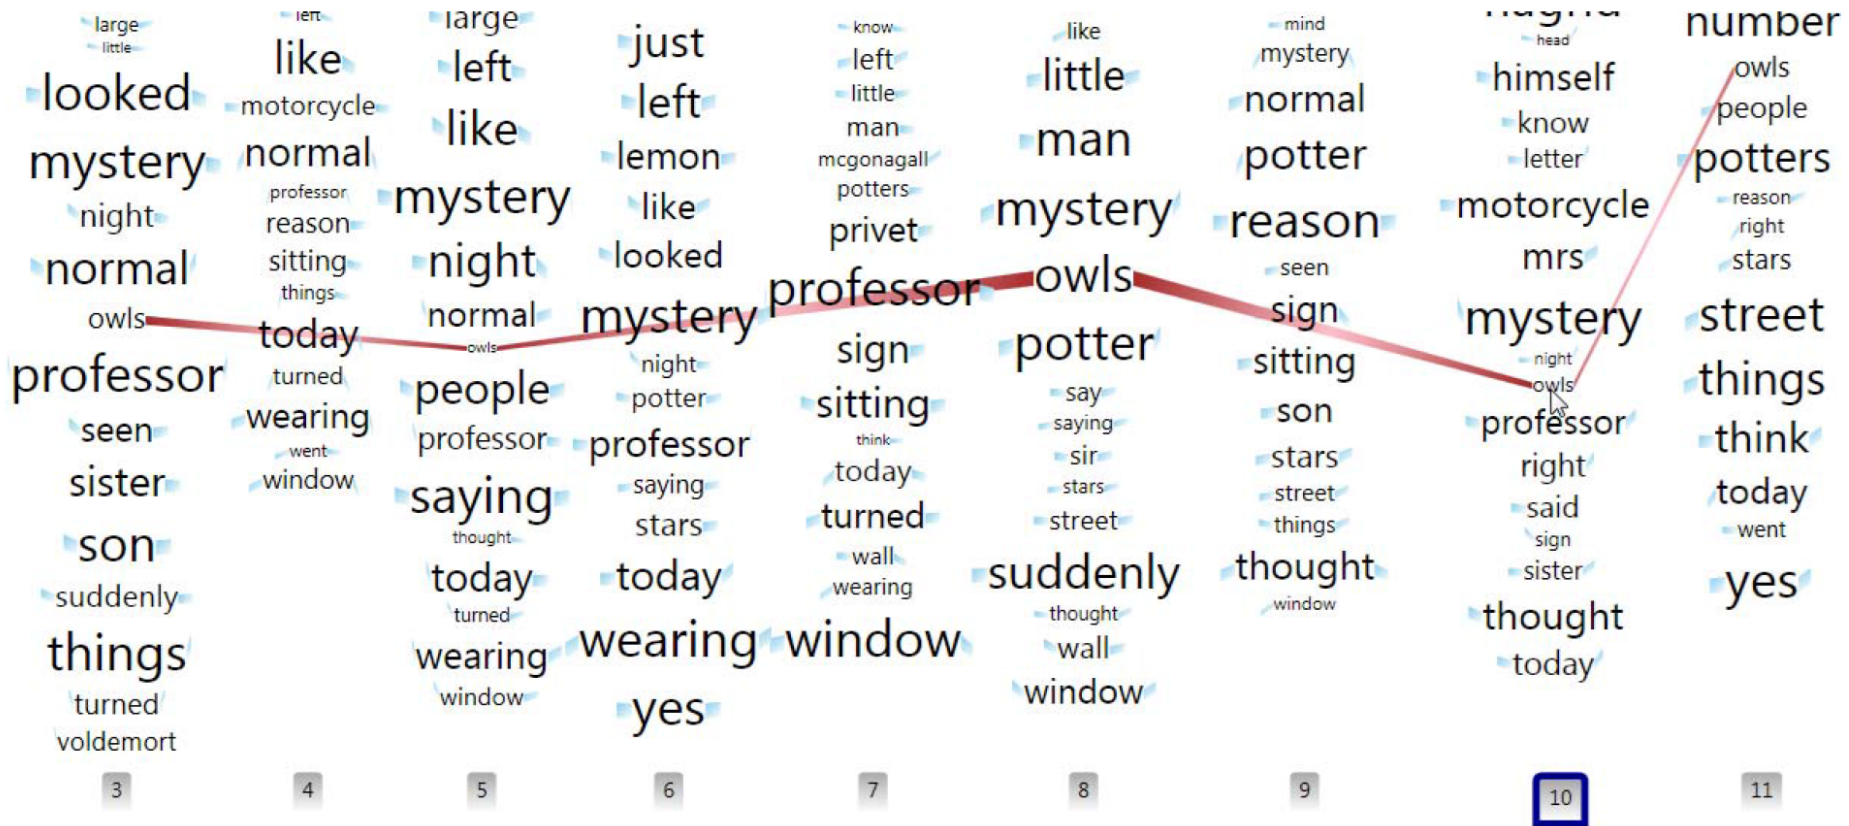 large
little
looked
mystery
night
normal
owls
professor
seen
sister
son
suddenly
things
turned
voldemort
3
left
like
motorcycle
normal
professor
reason
sitting
things
today
turned
wearing
went
window
4
large
left
like
mystery
night
normal
owls
people
professor
saying
thought
today
turned
wearing
window
5
just
left
lemon
like
looked
mystery
night
potter
professor
saying
stars
today
wearing
yes
6
know
left
little
man
mcgonagall
potters
privet
professor
sign
sitting
think
today
turned
wall
wearing
window
7
like
little
man
mystery
owls
potter
say
saying
sir
stars
street
suddenly
thought
wall
window
8
mind
mystery
normal
potter
reason
seen
sign
sitting
son
stars
street
things
thought
window
9
hagrid
head
himself
know
letter
motorcycle
mrs
mystery
night
owls
professor
right
said
sign
sister
thought
today
10
number
owls
people
potters
reason
right
stars
street
things
think
today
went
yes
11